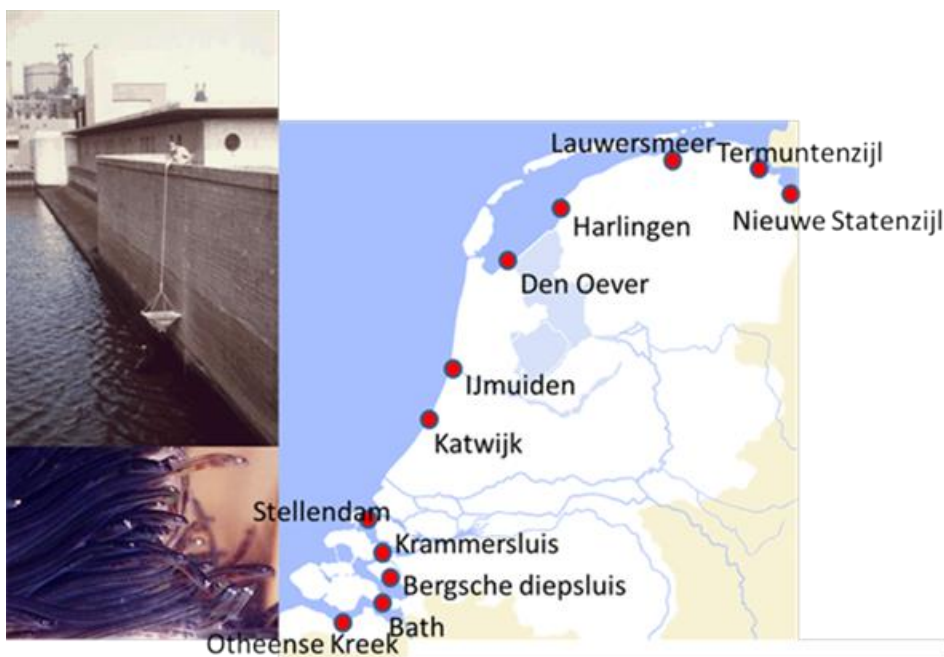 Lauwersmeer
Termuntenzijl
Harlingen
Nieuwe Statenzijl
Den Oever
IJmuiden
Katwijk
Stellendam
Krammersluis
Bergsche diepsluis
Bath
Otheense Kreek